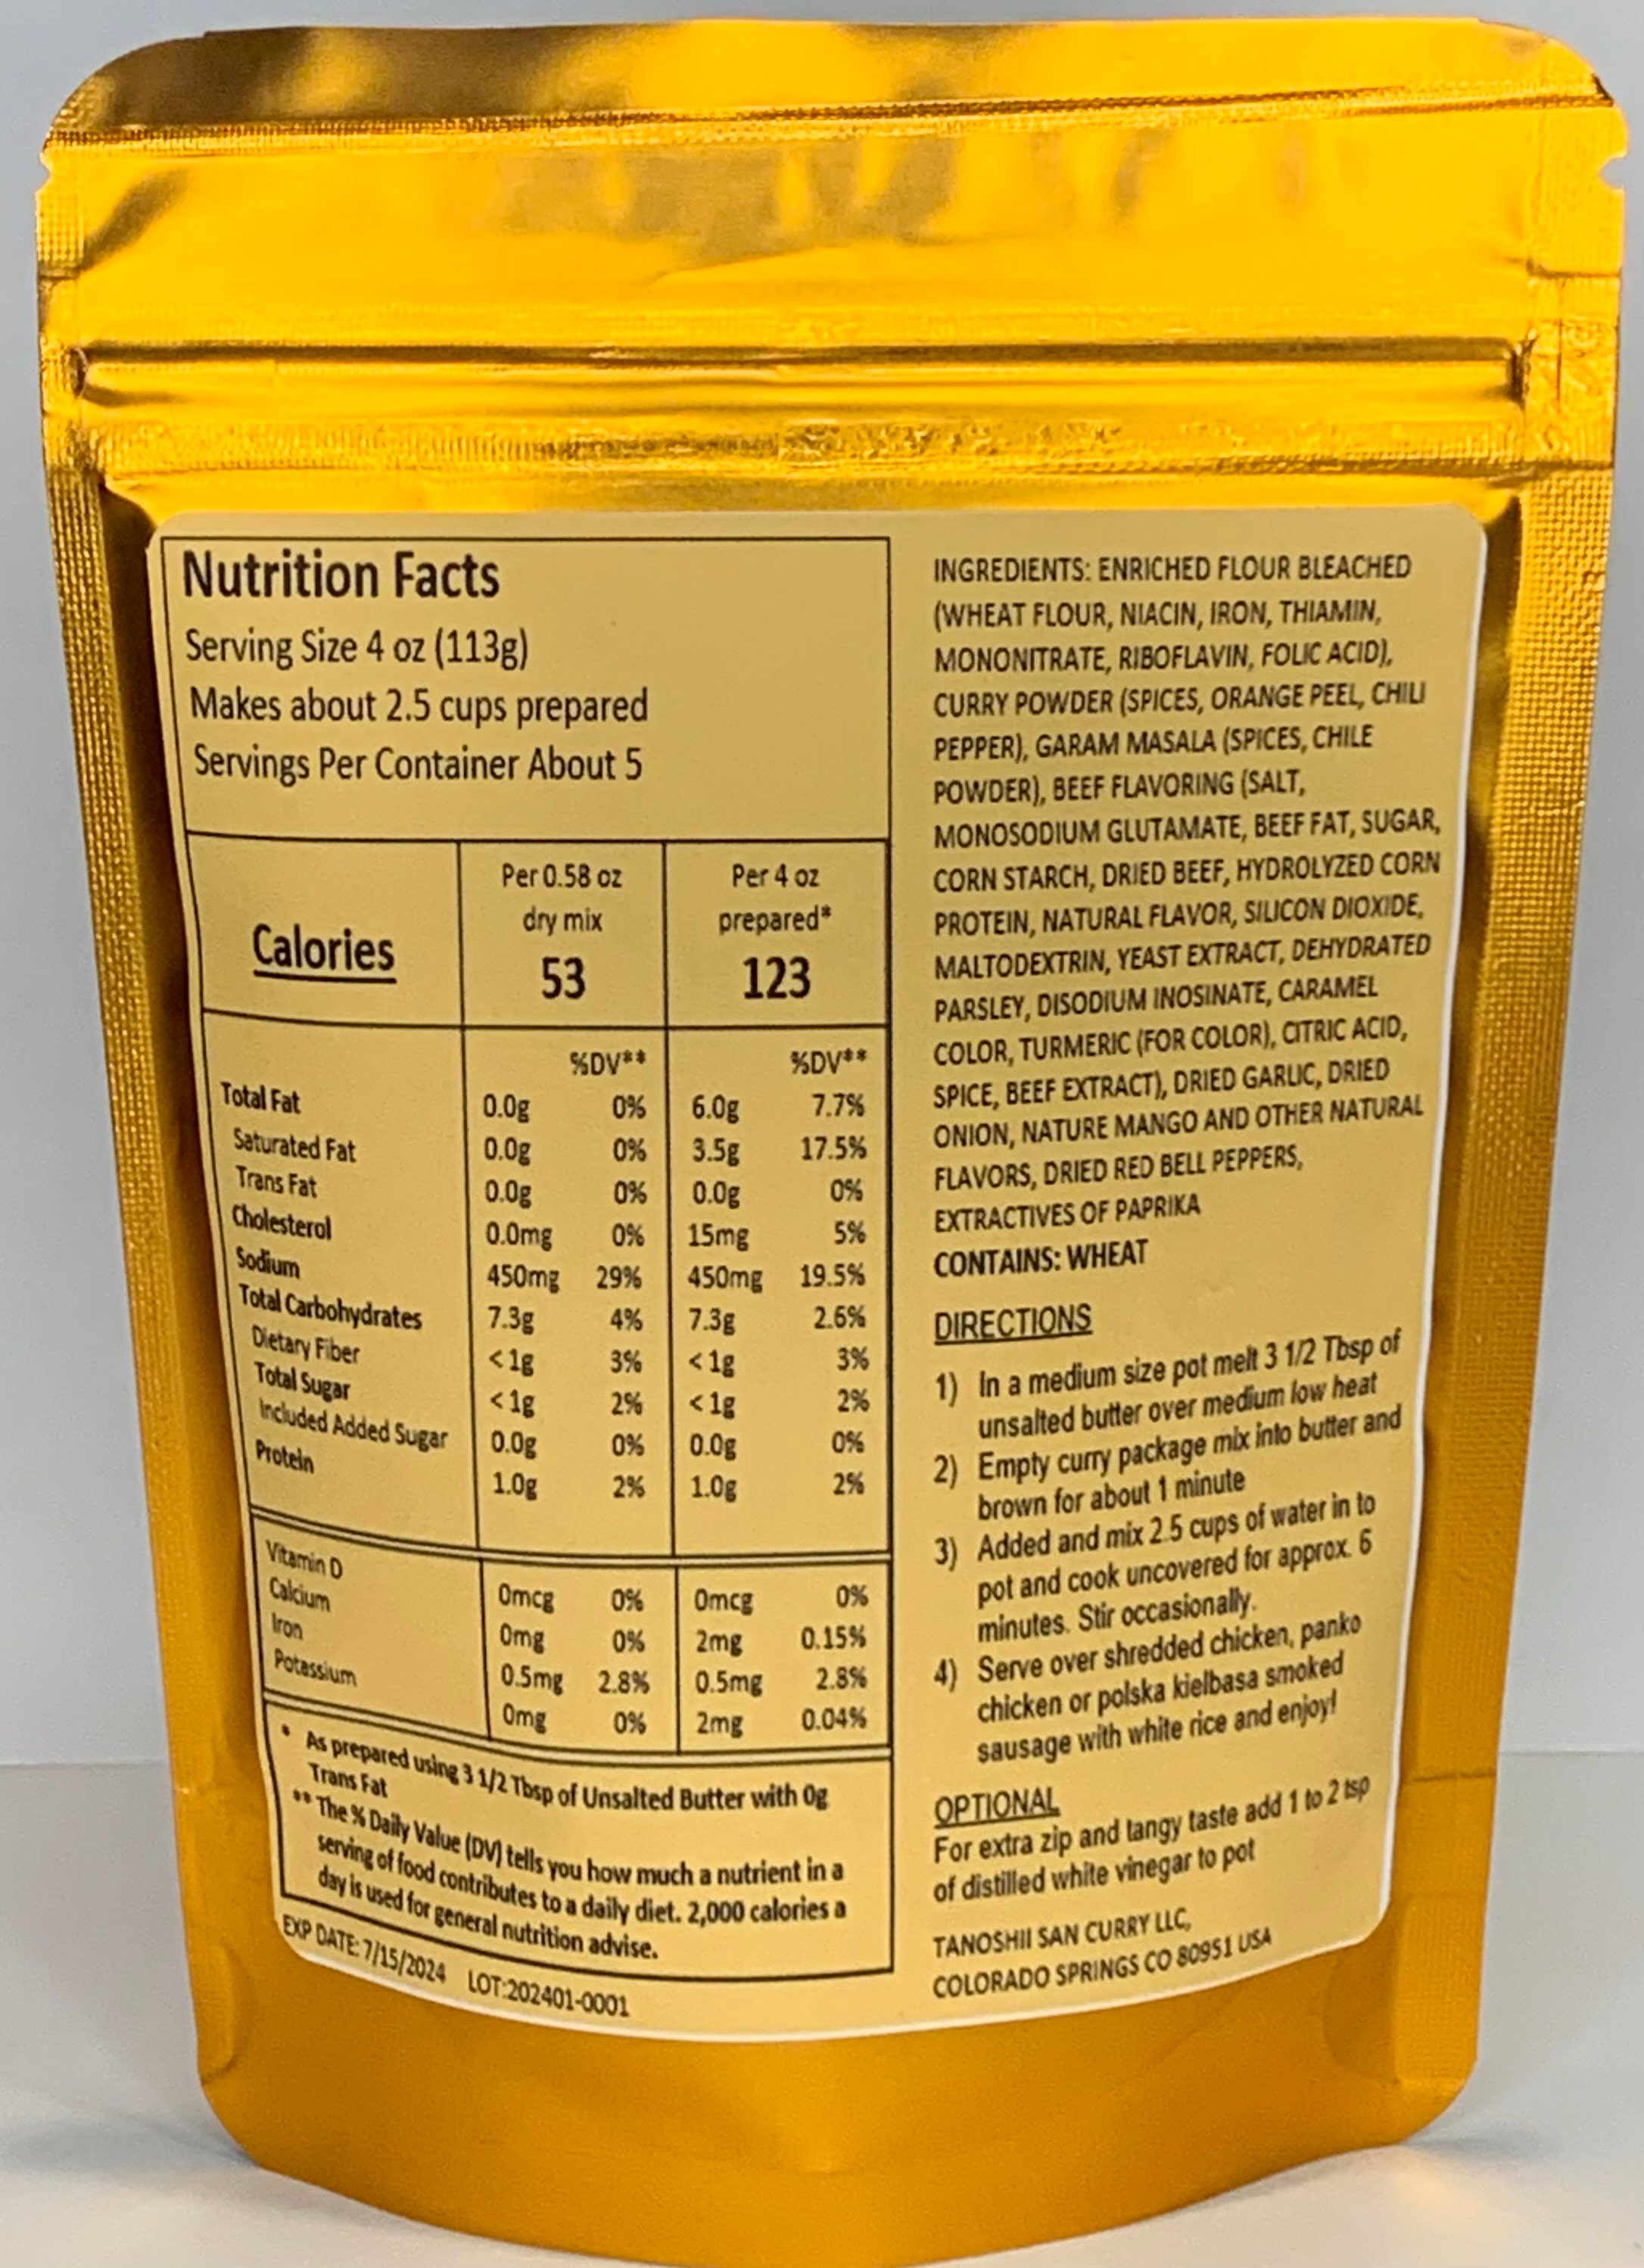 Nutrition Facts
Serving Size 4 oz (113g)
Makes about 2.5 cups prepared
Servings Per Container About 5
Calories
Per 0.58 oz
dry mix
53
Per 4 oz
prepared*
123
%DV** %DV**
Total Fat 0.0g 0% 6.0g 7.7%
Saturated Fat 0.0g 0% 3.5g 17.5%
Trans Fat 0.0g 0% 0.0g 0%
Cholesterol 0.0mg 0% 15mg 5%
Sodium 450mg 29% 450mg 19.5%
Total Carbohydrates 7.3g 4% 7.3g 2.6%
Dietary Fiber <1g 3% <1g 3%
Total Sugar <1g 2% <1g 2%
Included Added Sugar 0.0g 0% 0.0g 0%
Protein 1.0g 2% 1.0g 2%
Vitamin D 0mcg 0% 0mcg 0%
Calcium 0mg 0% 2mg 0.15%
Iron 0.5mg 2.8% 0.5mg 2.8%
Potassium 0mg 0% 2mg 0.04%
* As prepared using 3 1/2 Tbsp of Unsalted Butter with 0g
Trans Fat
** The % Daily Value (DV) tells you how much a nutrient in a
serving of food contributes to a daily diet. 2,000 calories a
day is used for general nutrition advise.
EXP DATE: 7/15/2024 LOT:202401-0001
INGREDIENTS: ENRICHED FLOUR BLEACHED
(WHEAT FLOUR, NIACIN, IRON, THIAMIN,
MONONITRATE, RIBOFLAVIN, FOLIC ACID),
CURRY POWDER (SPICES, ORANGE PEEL, CHILI
PEPPER), GARAM MASALA (SPICES, CHILE
POWDER), BEEF FLAVORING (SALT,
MONOSODIUM GLUTAMATE, BEEF FAT, SUGAR,
CORN STARCH, DRIED BEEF, HYDROLYZED CORN
PROTEIN, NATURAL FLAVOR, SILICON DIOXIDE,
MALTODEXTRIN, YEAST EXTRACT, DEHYDRATED
PARSLEY, DISODIUM INOSINATE, CARAMEL
COLOR, TURMERIC (FOR COLOR), CITRIC ACID,
SPICE, BEEF EXTRACT), DRIED GARLIC, DRIED
ONION, NATURE MANGO AND OTHER NATURAL
FLAVORS, DRIED RED BELL PEPPERS,
EXTRACTIVES OF PAPRIKA
CONTAINS: WHEAT
DIRECTIONS
1) In a medium size pot melt 3 1/2 Tbsp of
unsalted butter over medium low heat
2) Empty curry package mix into butter and
brown for about 1 minute
3) Added and mix 2.5 cups of water in to
pot and cook uncovered for approx. 6
minutes. Stir occasionally.
4) Serve over shredded chicken, panko
chicken or polska kielbasa smoked
sausage with white rice and enjoy!
OPTIONAL
For extra zip and tangy taste add 1 to 2 tsp
of distilled white vinegar to pot
TANOSHII SAN CURRY LLC,
COLORADO SPRINGS CO 80951 USA